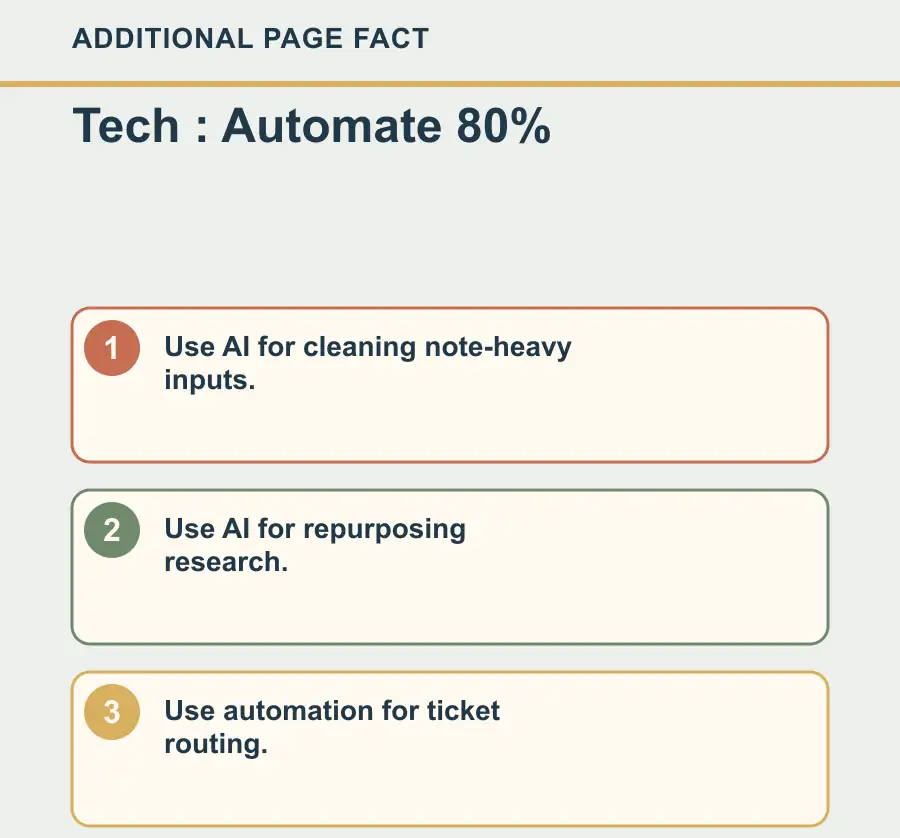 ADDITIONAL PAGE FACT
Tech : Automate 80%
1
Use AI for cleaning note-heavy
inputs.
2
Use AI for repurposing
research.
3
Use automation for ticket
routing.